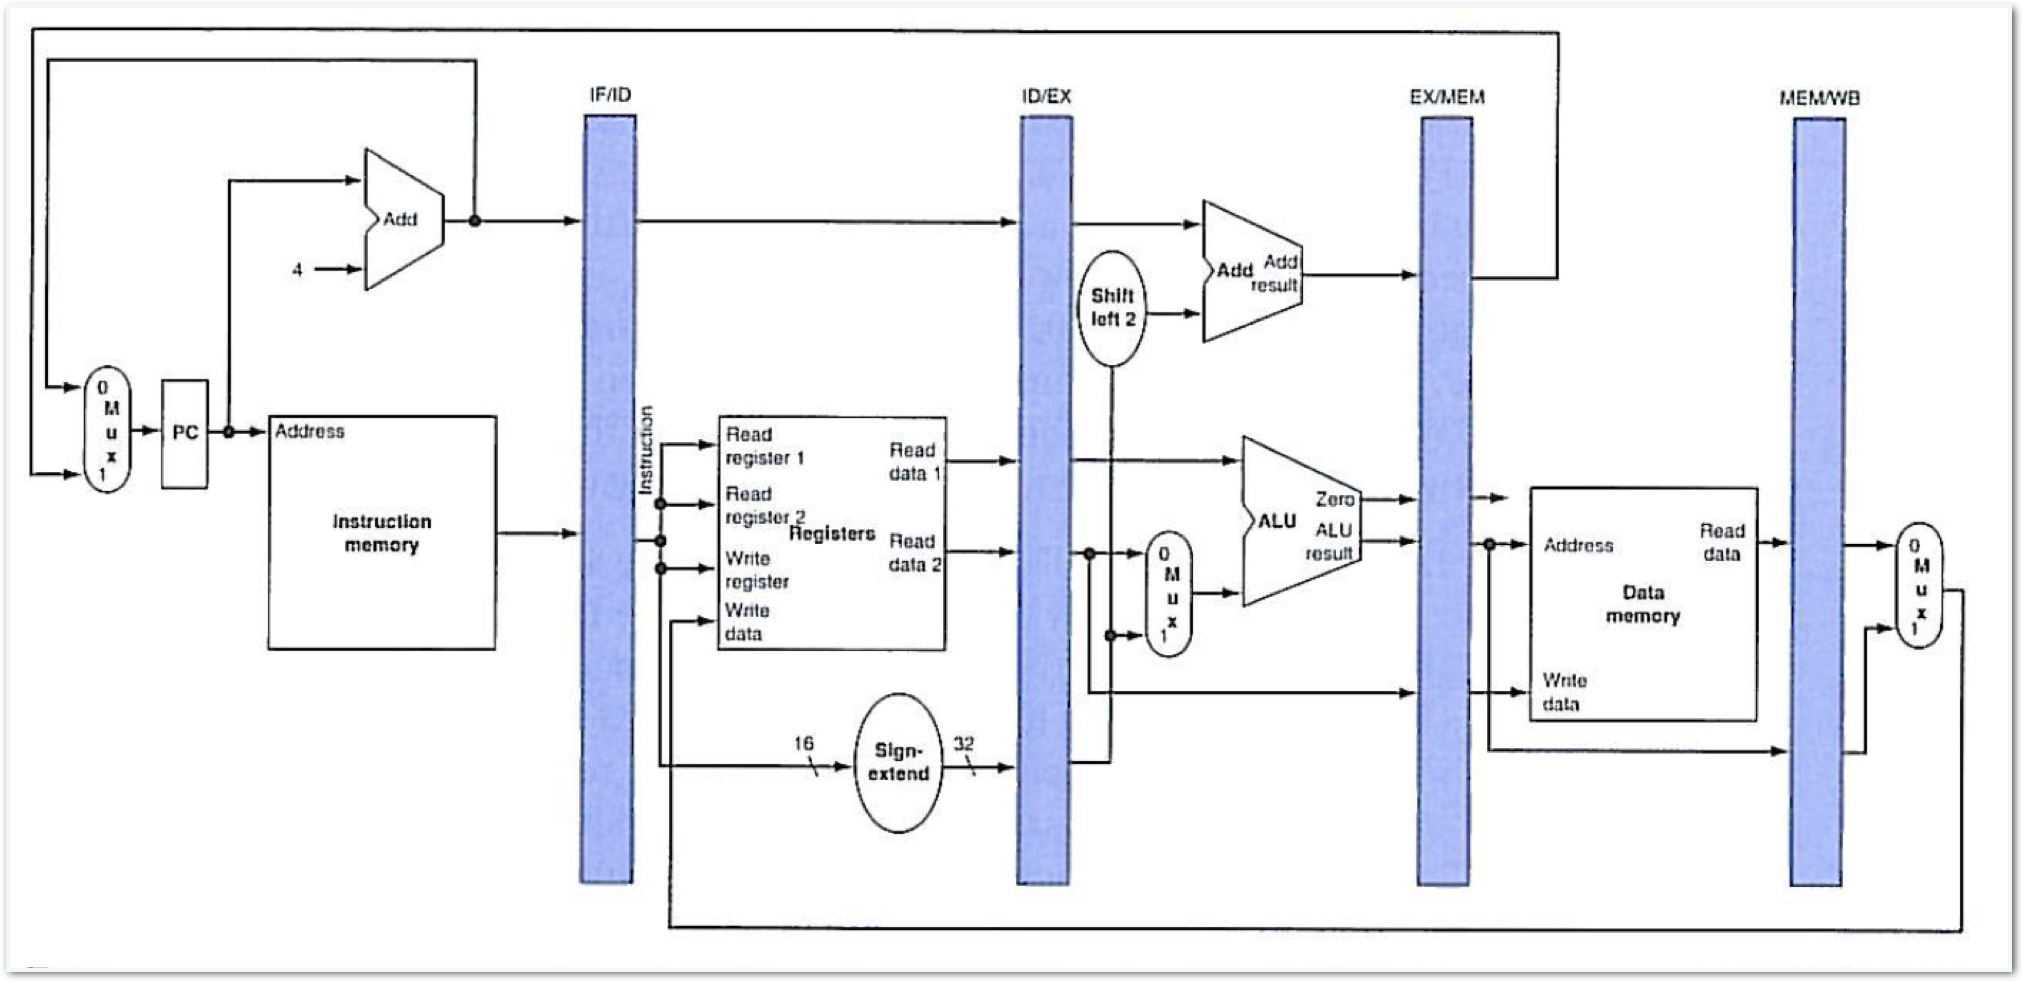 IF/ID
ID/EX
EX/MEM
MEM/WB
Add
4
Shift
left 2
Add
Add
result
0
M
u
x
1
PC
Address
Instruction
memory
Instruction
Read
register 1
Read
register 2
Write
register
Write
data
Registers
Read
data 1
Read
data 2
16
Sign-
extend
32
0
M
u
x
1
ALU
Zero
ALU
result
Address
Read
data
Data
memory
Write
data
0
M
u
x
1